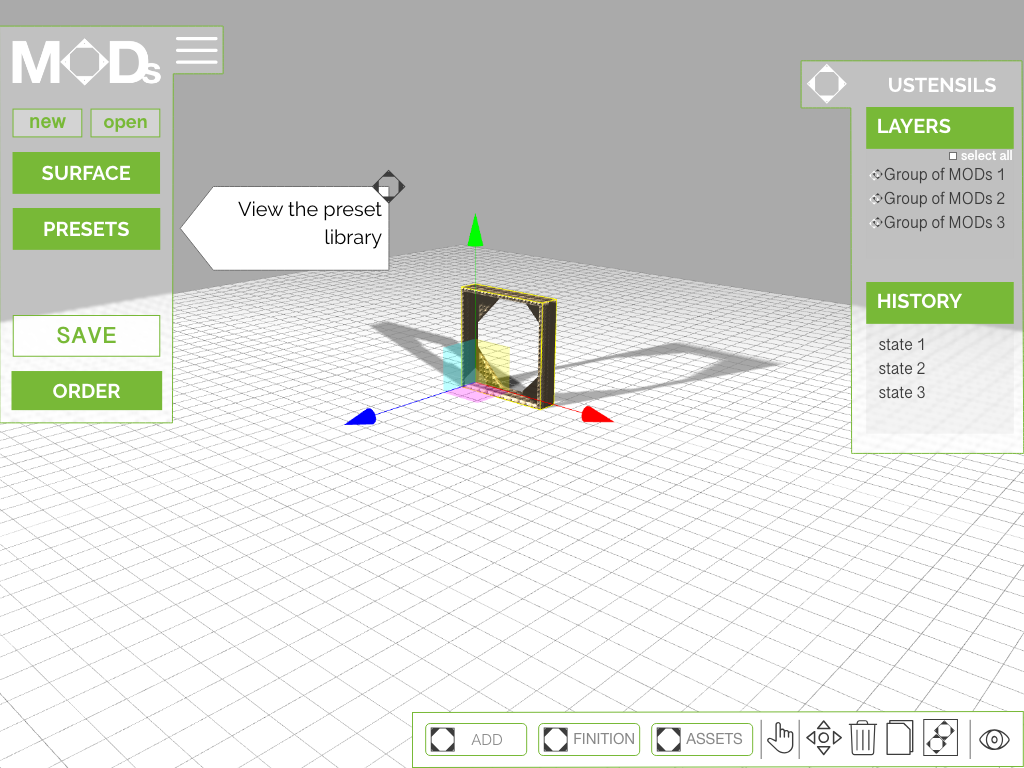 MODs
new
open
SURFACE
PRESETS
SAVE
ORDER
View the preset
library
USTENSILS
LAYERS
select all
Group of MODs 1
Group of MODs 2
Group of MODs 3
HISTORY
state 1
state 2
state 3
ADD
FINITION
ASSETS